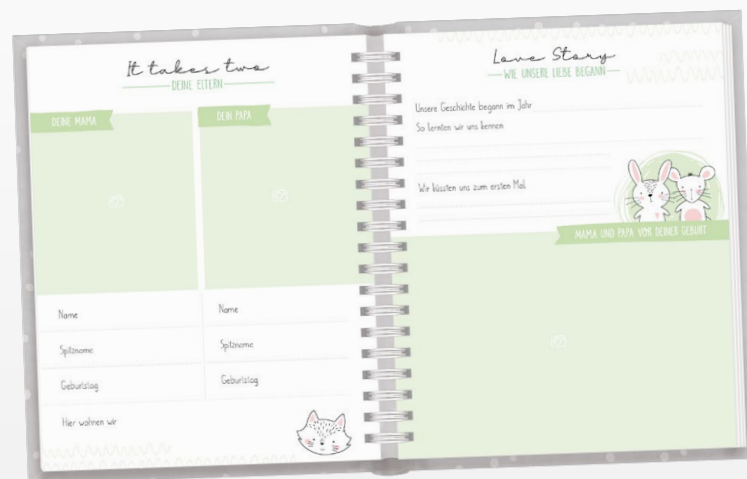 It takes two
DEINE ELTERN
DEINE MAMA
DEIN PAPA
Name
Name
Spitzname
Spitzname
Geburtstag
Geburtstag
Hier wohnen wir
Love Story
WIE UNSERE LIEBE BEGANN
Unsere Geschichte begann im Jahr
So lernten wir uns kennen
Wir küssten uns zum ersten Mal
MAMA UND PAPA VOR DEINER GEBURT